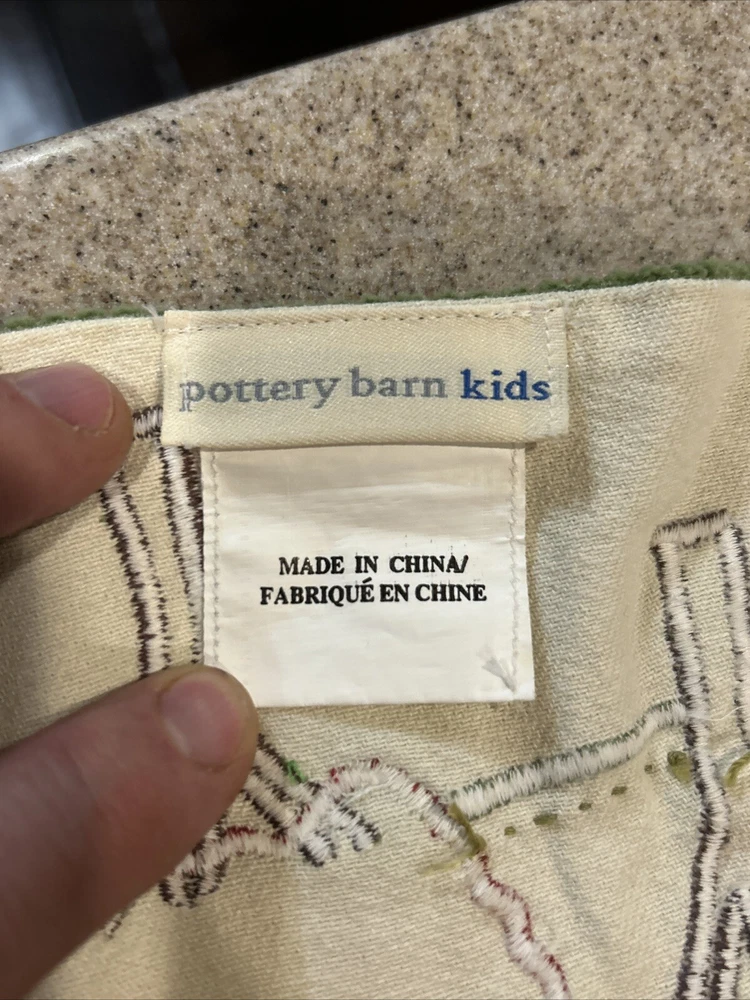 pottery barn kids
MADE IN CHINA/
FABRIQUÉ EN CHINE